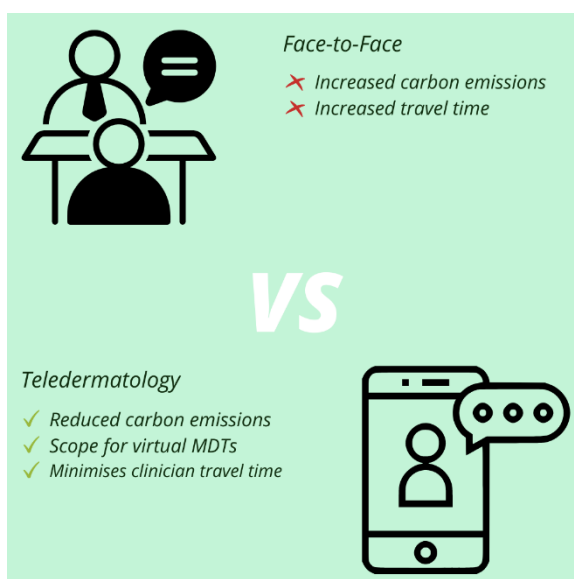 Face-to-Face
Increased carbon emissions
Increased travel time
VS
Teledermatology
Reduced carbon emissions
Scope for virtual MDTs
Minimises clinician travel time